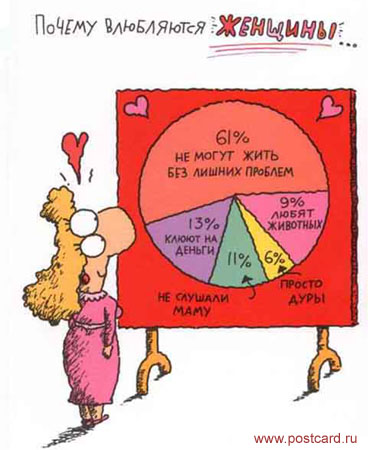 Почему влюбляются женщины...
61%
не могут жить
без лишних проблем
9%
любят
животных
13%
клюют на
деньги
11%
6%
не слушали
маму
просто
дуры
www.postcard.ru